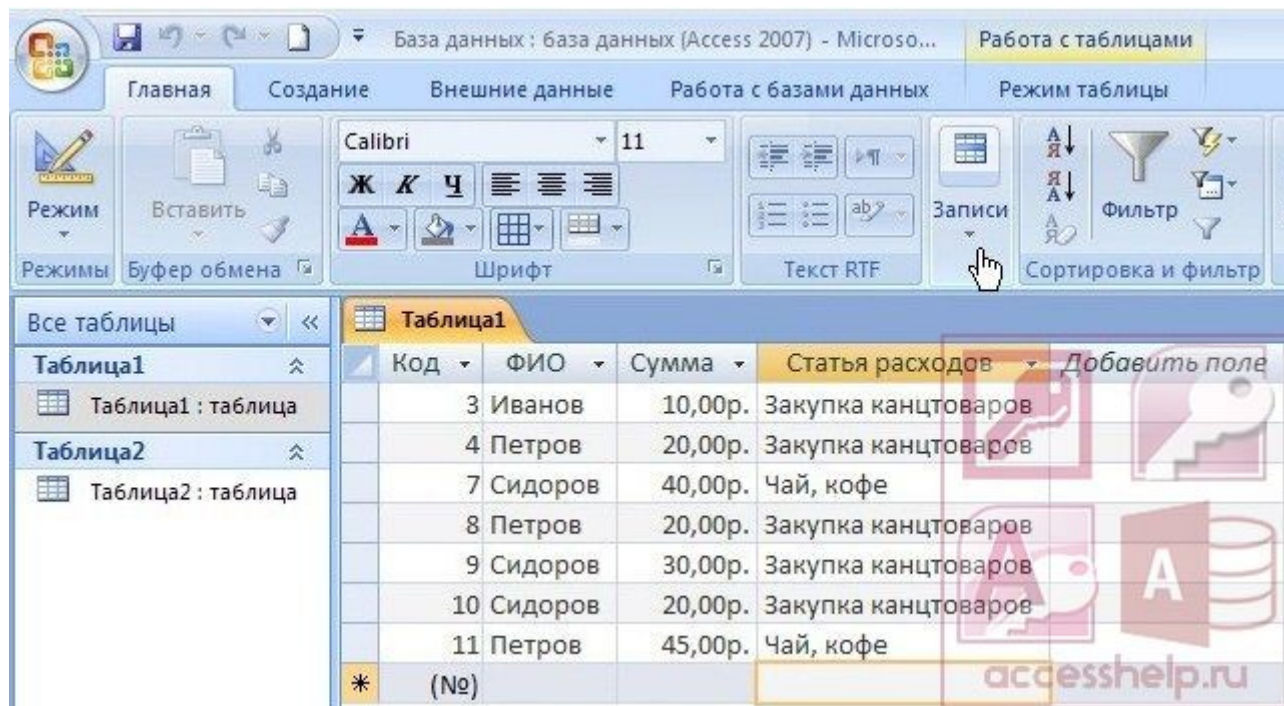 База данных : база данных (Access 2007) - Microso... Работа с таблицами
Главная Создание Внешние данные Работа с базами данных Режим таблицы
Calibri 11
Ж К Ч
Режим Вставить Записи Фильтр
Режимы Буфер обмена Шрифт Текст RTF Сортировка и фильтр
Все таблицы Таблица1
Таблица1 Код ФИО Сумма Статья расходов Добавить поле
Таблица1 : таблица 3 Иванов 10,00р. Закупка канцтоваров
Таблица2 4 Петров 20,00р. Закупка канцтоваров
Таблица2 : таблица 7 Сидоров 40,00р. Чай, кофе
8 Петров 20,00р. Закупка канцтоваров
9 Сидоров 30,00р. Закупка канцтоваров
10 Сидоров 20,00р. Закупка канцтоваров
11 Петров 45,00р. Чай, кофе
(№)
accesshelp.ru